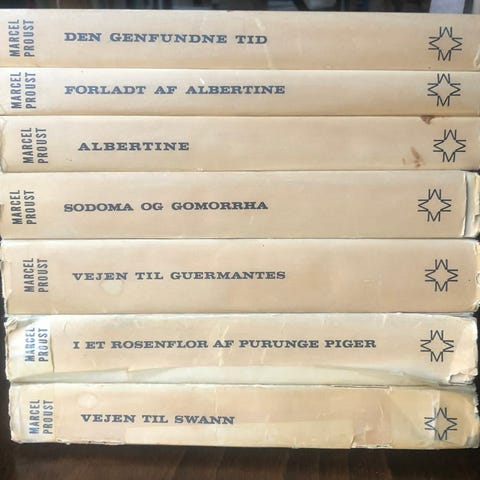 MARCEL PROUST
DEN GENFUNDNE TID
MARCEL PROUST
FORLADT AF ALBERTINE
MARCEL PROUST
ALBERTINE
MARCEL PROUST
SODOMA OG GOMORRHA
MARCEL PROUST
VEJEN TIL GUERMANTES
MARCEL PROUST
I ET ROSENFLOR AF PURUNGE PIGER
MARCEL PROUST
VEJEN TIL SWANN